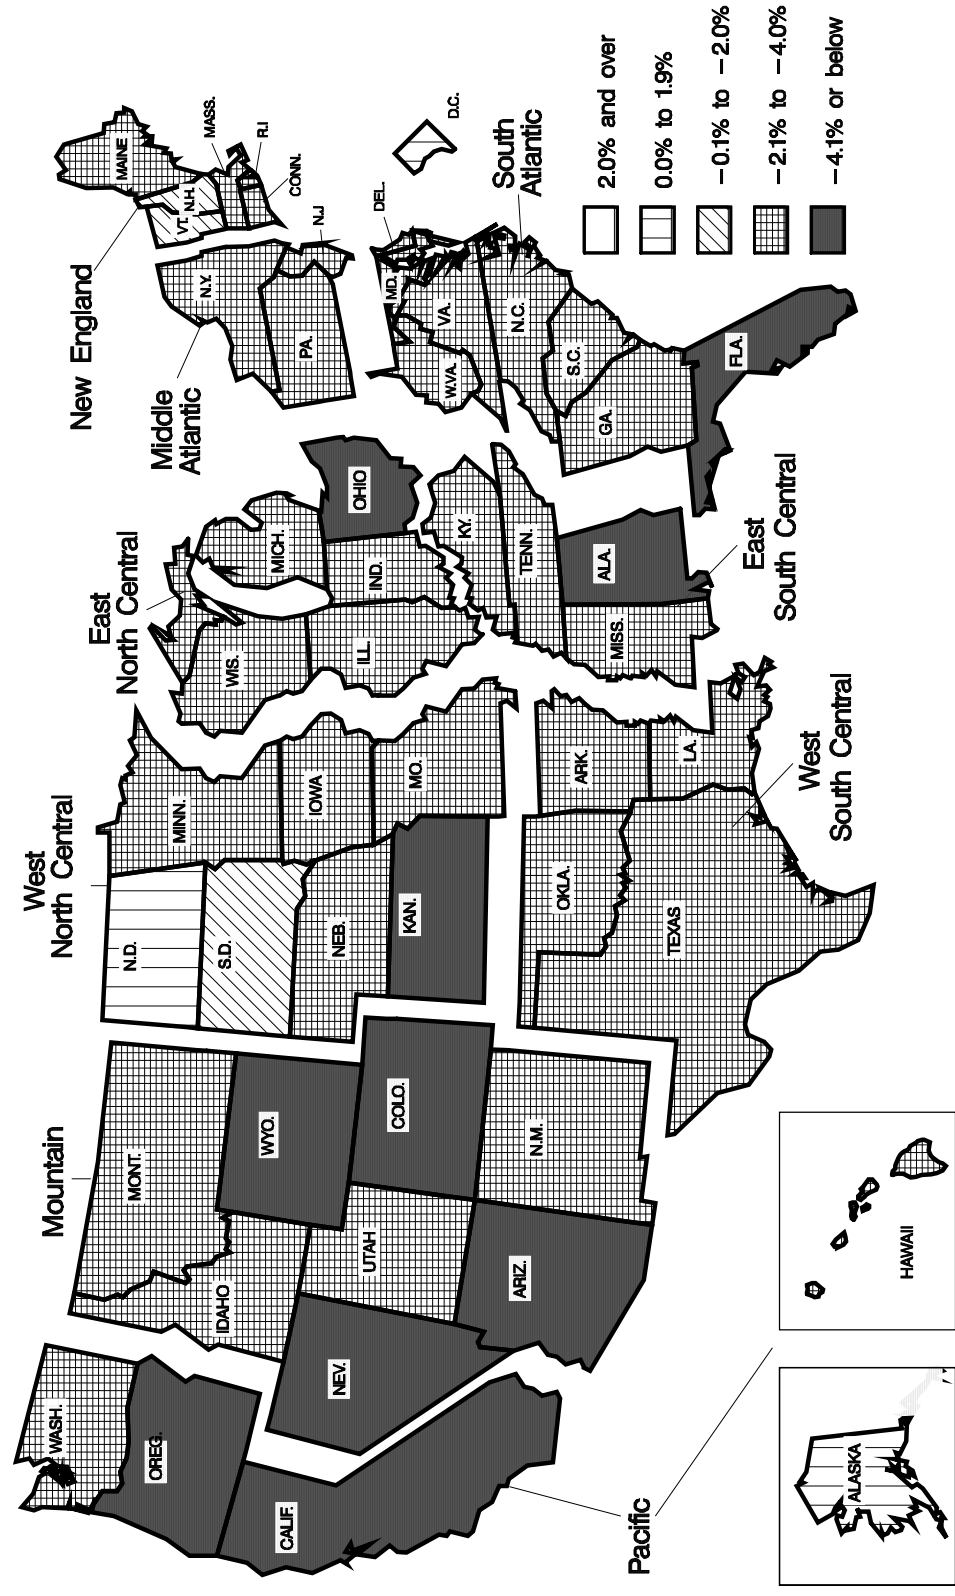 New England
Middle
Atlantic
East
North Central
West
North Central
Mountain
Pacific
West
South Central
East
South Central
South
Atlantic
2.0% and over
0.0% to 1.9%
−0.1% to −2.0%
−2.1% to −4.0%
−4.1% or below
WASH.
OREG.
CALIF.
NEV.
IDAHO
MONT.
WYO.
UTAH
COLO.
ARIZ.
N.M.
N.D.
S.D.
NEB.
KAN.
MINN.
IOWA
MO.
OKLA.
ARK.
TEXAS
LA.
WIS.
MICH.
ILL.
IND.
OHIO
KY.
TENN.
MISS.
ALA.
MAINE
VT.
N.H.
MASS.
R.I
CONN.
N.Y.
PA.
N.J
DEL.
MD.
D.C.
VA.
W.VA.
N.C.
S.C.
GA.
FLA.
ALASKA
HAWAII